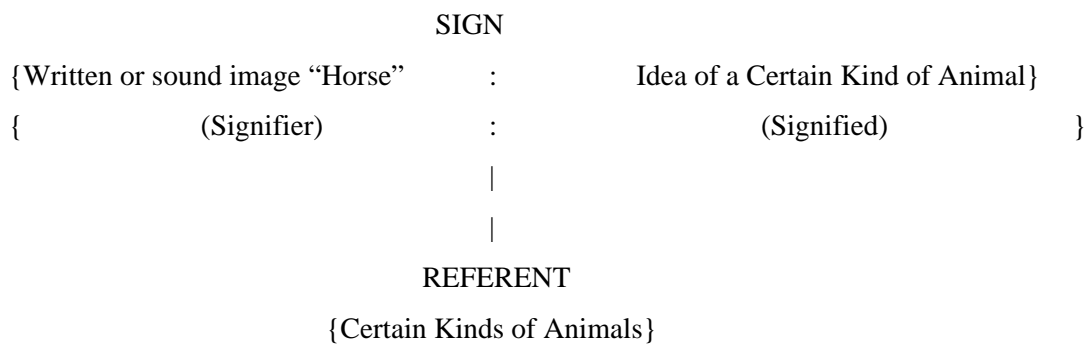 SIGN
{Written or sound image “Horse” : Idea of a Certain Kind of Animal}
{ (Signifier) : (Signified) }
|
|
REFERENT
{Certain Kinds of Animals}